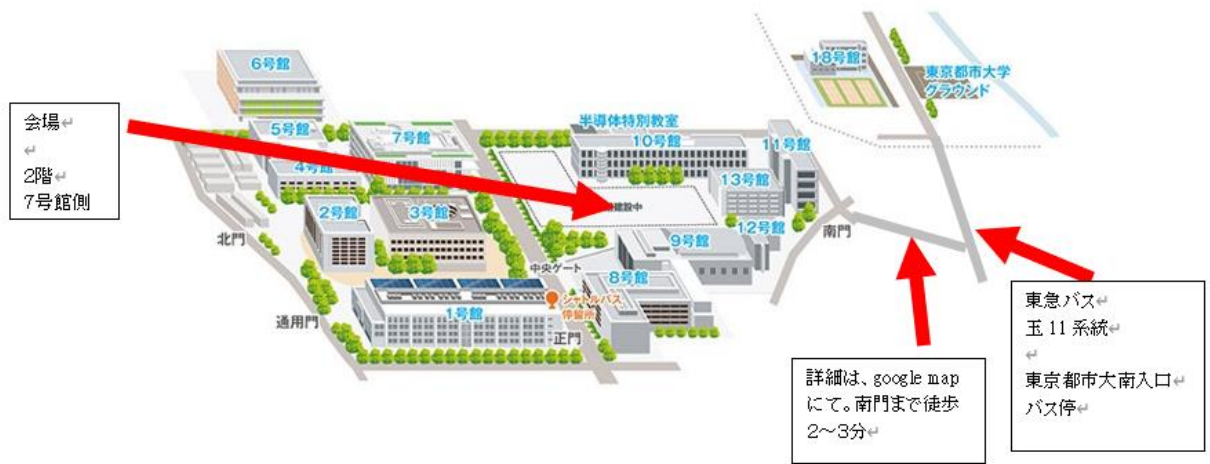 会場
2階
7号館側
6号館
5号館
4号館
7号館
半導体特別教室
10号館
11号館
18号館
東京都市大学
グラウンド
2号館
3号館
建設中
13号館
12号館
9号館
8号館
北門
南門
中央ゲート
シャトルバス
停留所
1号館
通用門
正門
東急バス
玉11系統
東京都市大南入口
バス停
詳細は、google map
にて。南門まで徒歩
2～3分